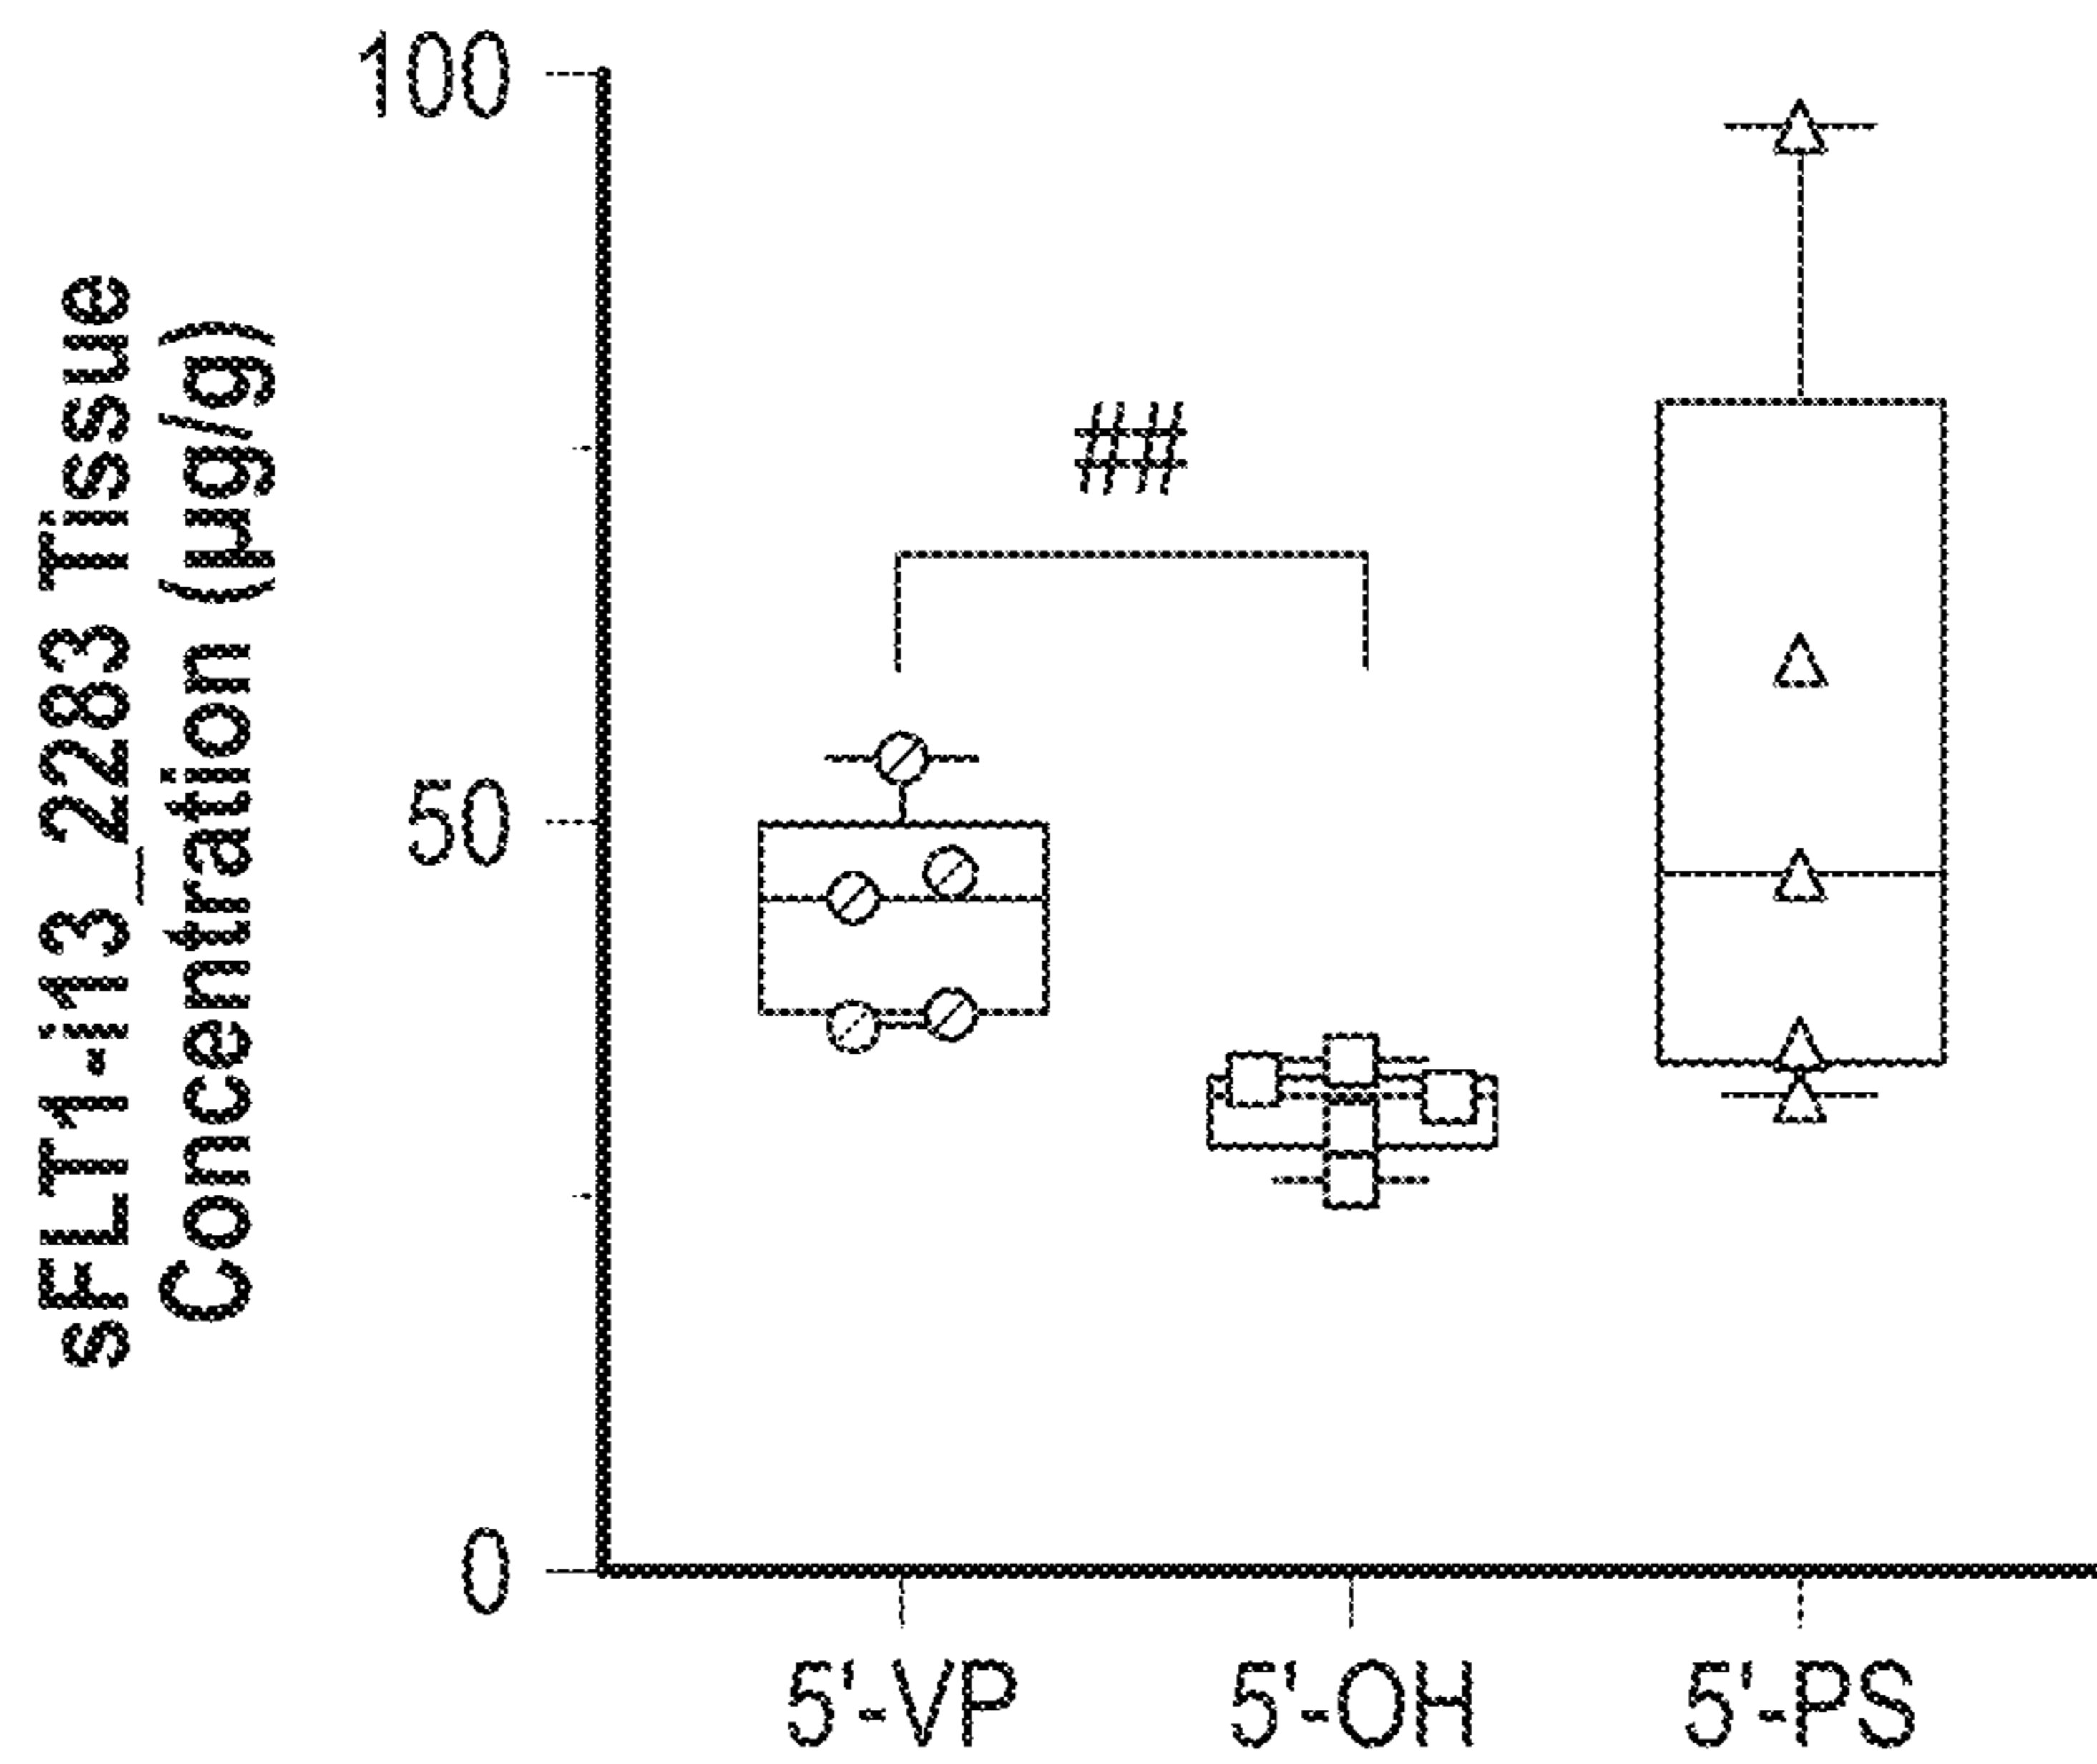 sFLT1-i13_2283 Tissue
Concentration (µg/g)
100
50
0
##
5'-VP
5'-OH
5'-PS